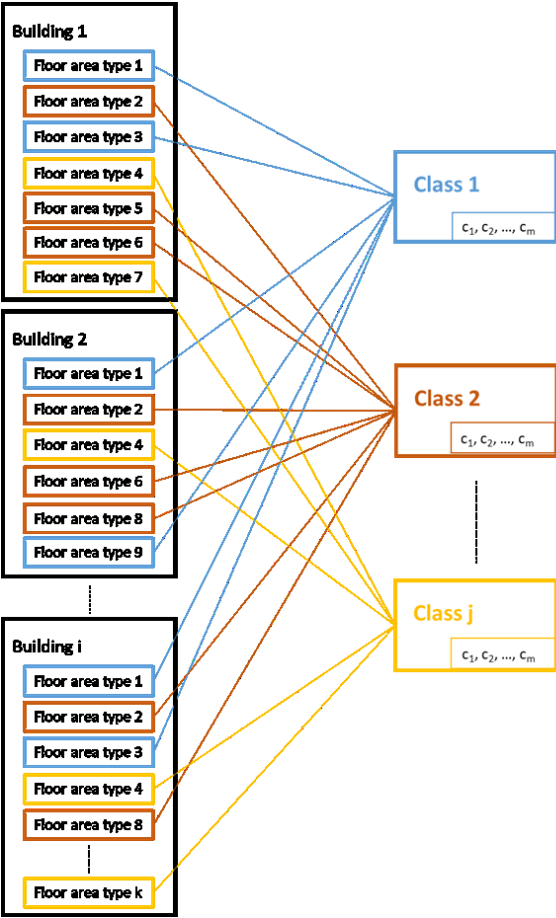 Building 1
Floor area type 1
Floor area type 2
Floor area type 3
Floor area type 4
Floor area type 5
Floor area type 6
Floor area type 7
Building 2
Floor area type 1
Floor area type 2
Floor area type 4
Floor area type 6
Floor area type 8
Floor area type 9
Building i
Floor area type 1
Floor area type 2
Floor area type 3
Floor area type 4
Floor area type 8
Floor area type k
Class 1
c₁, c₂, ..., cₘ
Class 2
c₁, c₂, ..., cₘ
Class j
c₁, c₂, ..., cₘ